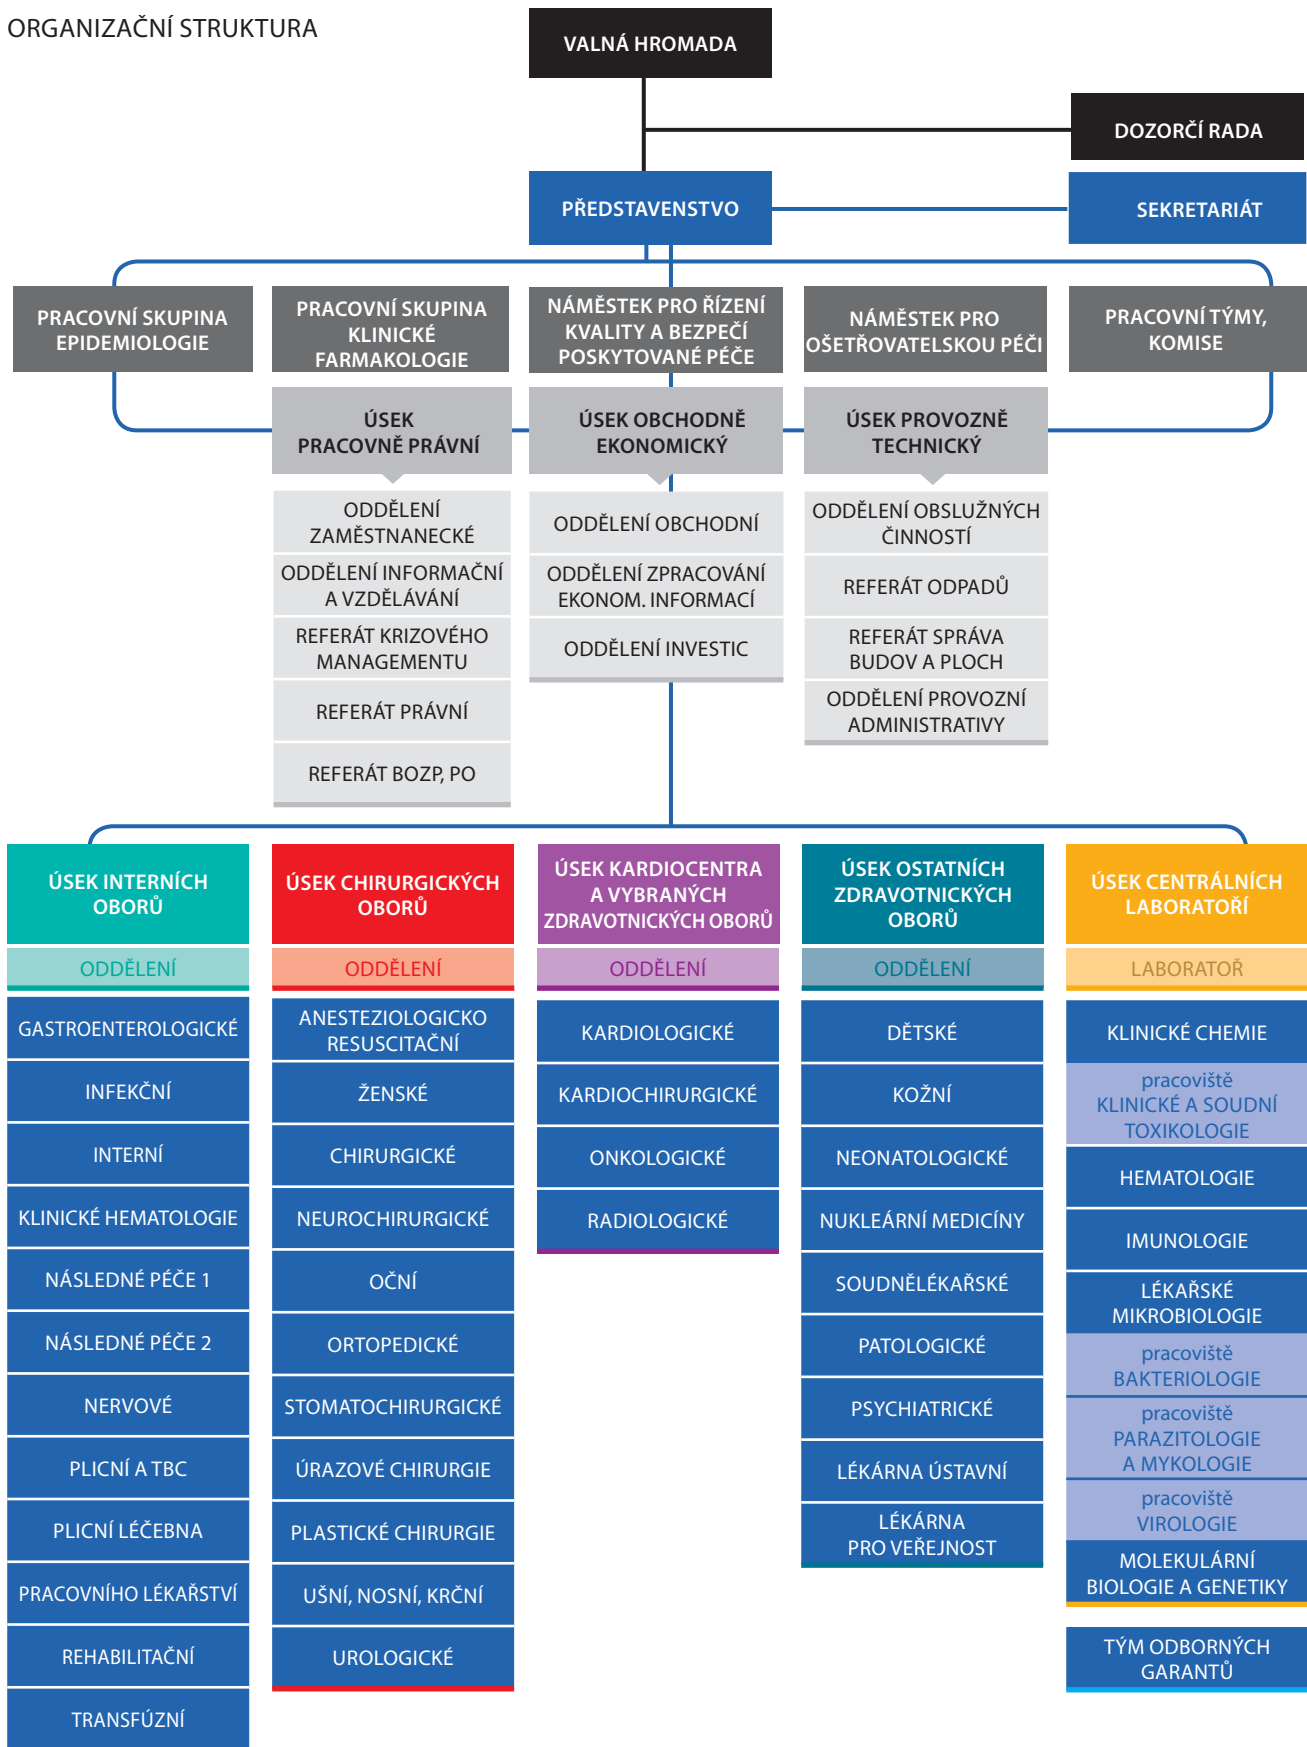 ORGANIZAČNÍ STRUKTURA
VALNÁ HROMADA
DOZORČÍ RADA
PŘEDSTAVENSTVO
SEKRETARIÁT
PRACOVNÍ SKUPINA
EPIDEMIOLOGIE
PRACOVNÍ SKUPINA
KLINICKÉ
FARMAKOLOGIE
NÁMĚSTEK PRO ŘÍZENÍ
KVALITY A BEZPEČÍ
POSKYTOVANÉ PÉČE
NÁMĚSTEK PRO
OŠETŘOVATELSKOU PÉČI
PRACOVNÍ TÝMY,
KOMISE
ÚSEK
PRACOVNĚ PRÁVNÍ
ÚSEK OBCHODNĚ
EKONOMICKÝ
ÚSEK PROVOZNĚ
TECHNICKÝ
ODDĚLENÍ
ZAMĚSTNANECKÉ
ODDĚLENÍ INFORMAČNÍ
A VZDĚLÁVÁNÍ
REFERÁT KRIZOVÉHO
MANAGEMENTU
REFERÁT PRÁVNÍ
REFERÁT BOZP, PO
ODDĚLENÍ OBCHODNÍ
ODDĚLENÍ ZPRACOVÁNÍ
EKONOM. INFORMACÍ
ODDĚLENÍ INVESTIC
ODDĚLENÍ OBSLUŽNÝCH
ČINNOSTÍ
REFERÁT ODPADŮ
REFERÁT SPRÁVA
BUDOV A PLOCH
ODDĚLENÍ PROVOZNÍ
ADMINISTRATIVY
ÚSEK INTERNÍCH
OBORŮ
ODDĚLENÍ
GASTROENTEROLOGICKÉ
INFEKČNÍ
INTERNÍ
KLINICKÉ HEMATOLOGIE
NÁSLEDNÉ PÉČE 1
NÁSLEDNÉ PÉČE 2
NERVOVÉ
PLICNÍ A TBC
PLICNÍ LÉČEBNA
PRACOVNÍHO LÉKAŘSTVÍ
REHABILITAČNÍ
TRANSFÚZNÍ
ÚSEK CHIRURGICKÝCH
OBORŮ
ODDĚLENÍ
ANESTEZIOLOGICKO
RESUSCITAČNÍ
ŽENSKÉ
CHIRURGICKÉ
NEUROCHIRURGICKÉ
OČNÍ
ORTOPEDICKÉ
STOMATOCHIRURGICKÉ
ÚRAZOVÉ CHIRURGIE
PLASTICKÉ CHIRURGIE
UŠNÍ, NOSNÍ, KRČNÍ
UROLOGICKÉ
ÚSEK KARDIOCENTRA
A VYBRANÝCH
ZDRAVOTNICKÝCH OBORŮ
ODDĚLENÍ
KARDIOLOGICKÉ
KARDIOCHIRURGICKÉ
ONKOLOGICKÉ
RADIOLOGICKÉ
ÚSEK OSTATNÍCH
ZDRAVOTNICKÝCH
OBORŮ
ODDĚLENÍ
DĚTSKÉ
KOŽNÍ
NEONATOLOGICKÉ
NUKLEÁRNÍ MEDICÍNY
SOUDNĚLÉKAŘSKÉ
PATOLOGICKÉ
PSYCHIATRICKÉ
LÉKÁRNA ÚSTAVNÍ
LÉKÁRNA
PRO VEŘEJNOST
ÚSEK CENTRÁLNÍCH
LABORATOŘÍ
LABORATOŘ
KLINICKÉ CHEMIE
pracoviště
KLINICKÉ A SOUDNÍ
TOXIKOLOGIE
HEMATOLOGIE
IMUNOLOGIE
LÉKAŘSKÉ
MIKROBIOLOGIE
pracoviště
BAKTERIOLOGIE
pracoviště
PARAZITOLOGIE
A MYKOLOGIE
pracoviště
VIROLOGIE
MOLEKULÁRNÍ
BIOLOGIE A GENETIKY
TÝM ODBORNÝCH
GARANTŮ